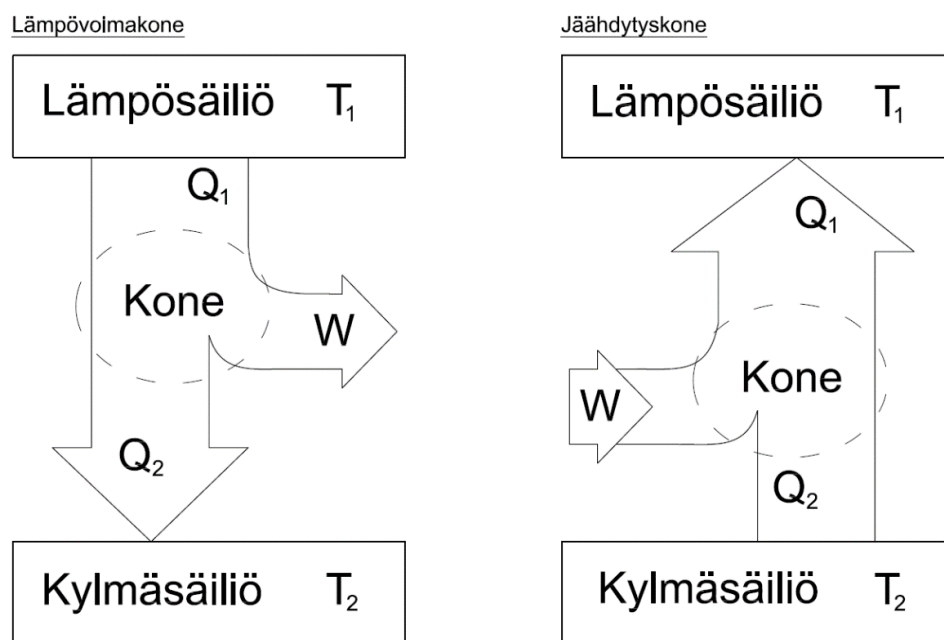 Lämpövoimakone
Lämpösäiliö T₁
Q₁
Kone
W
Q₂
Kylmäsäiliö T₂
Jäähdytyskone
Lämpösäiliö T₁
Q₁
Kone
W
Q₂
Kylmäsäiliö T₂